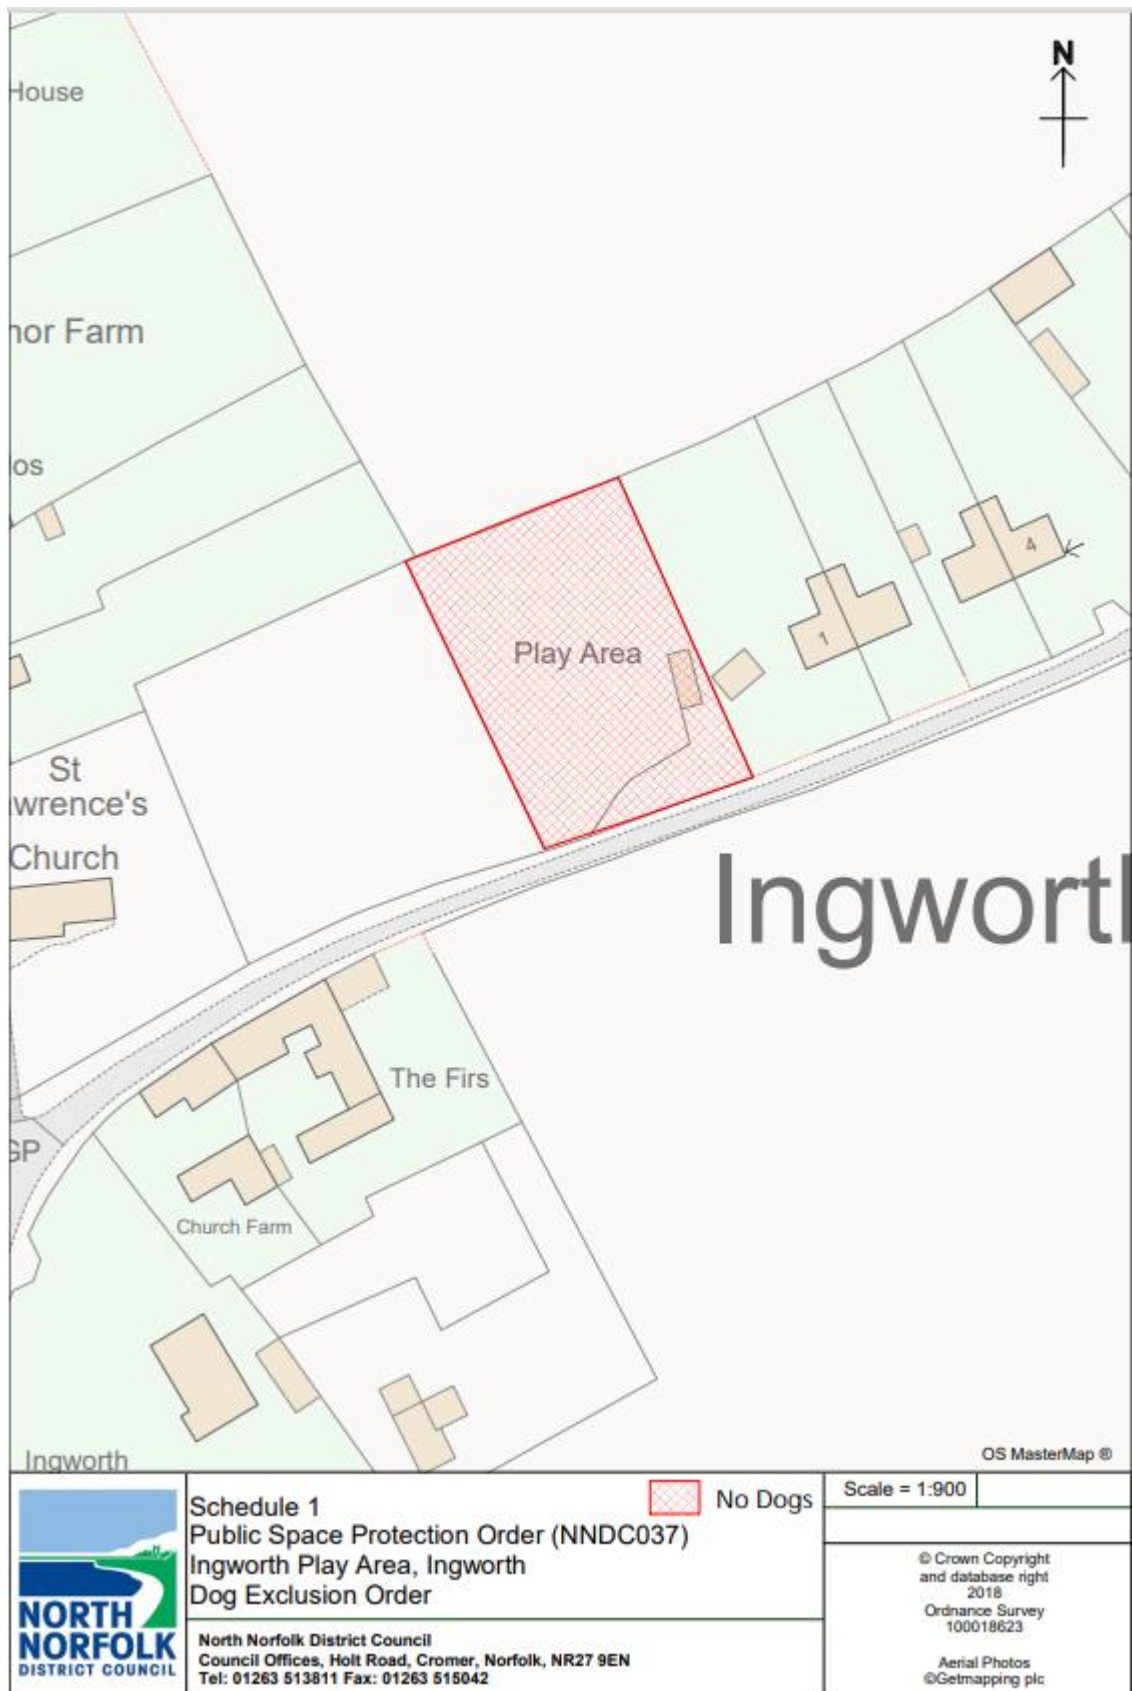 N
House
nor Farm
os
Play Area
1
4
St
wrence's
Church
Ingworth
The Firs
GP
Church Farm
Ingworth
OS MasterMap ®
Schedule 1
Public Space Protection Order (NNDC037)
Ingworth Play Area, Ingworth
Dog Exclusion Order
No Dogs
Scale = 1:900
NORTH
NORFOLK
DISTRICT COUNCIL
North Norfolk District Council
Council Offices, Holt Road, Cromer, Norfolk, NR27 9EN
Tel: 01263 513811 Fax: 01263 515042
© Crown Copyright
and database right
2018
Ordnance Survey
100018623
Aerial Photos
©Getmapping plc